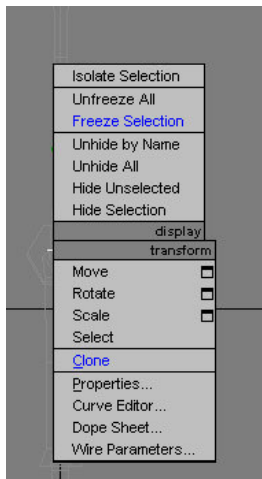 Isolate Selection
Unfreeze All
Freeze Selection
Unhide by Name
Unhide All
Hide Unselected
Hide Selection
display
transform
Move
Rotate
Scale
Select
Clone
Properties...
Curve Editor...
Dope Sheet...
Wire Parameters...